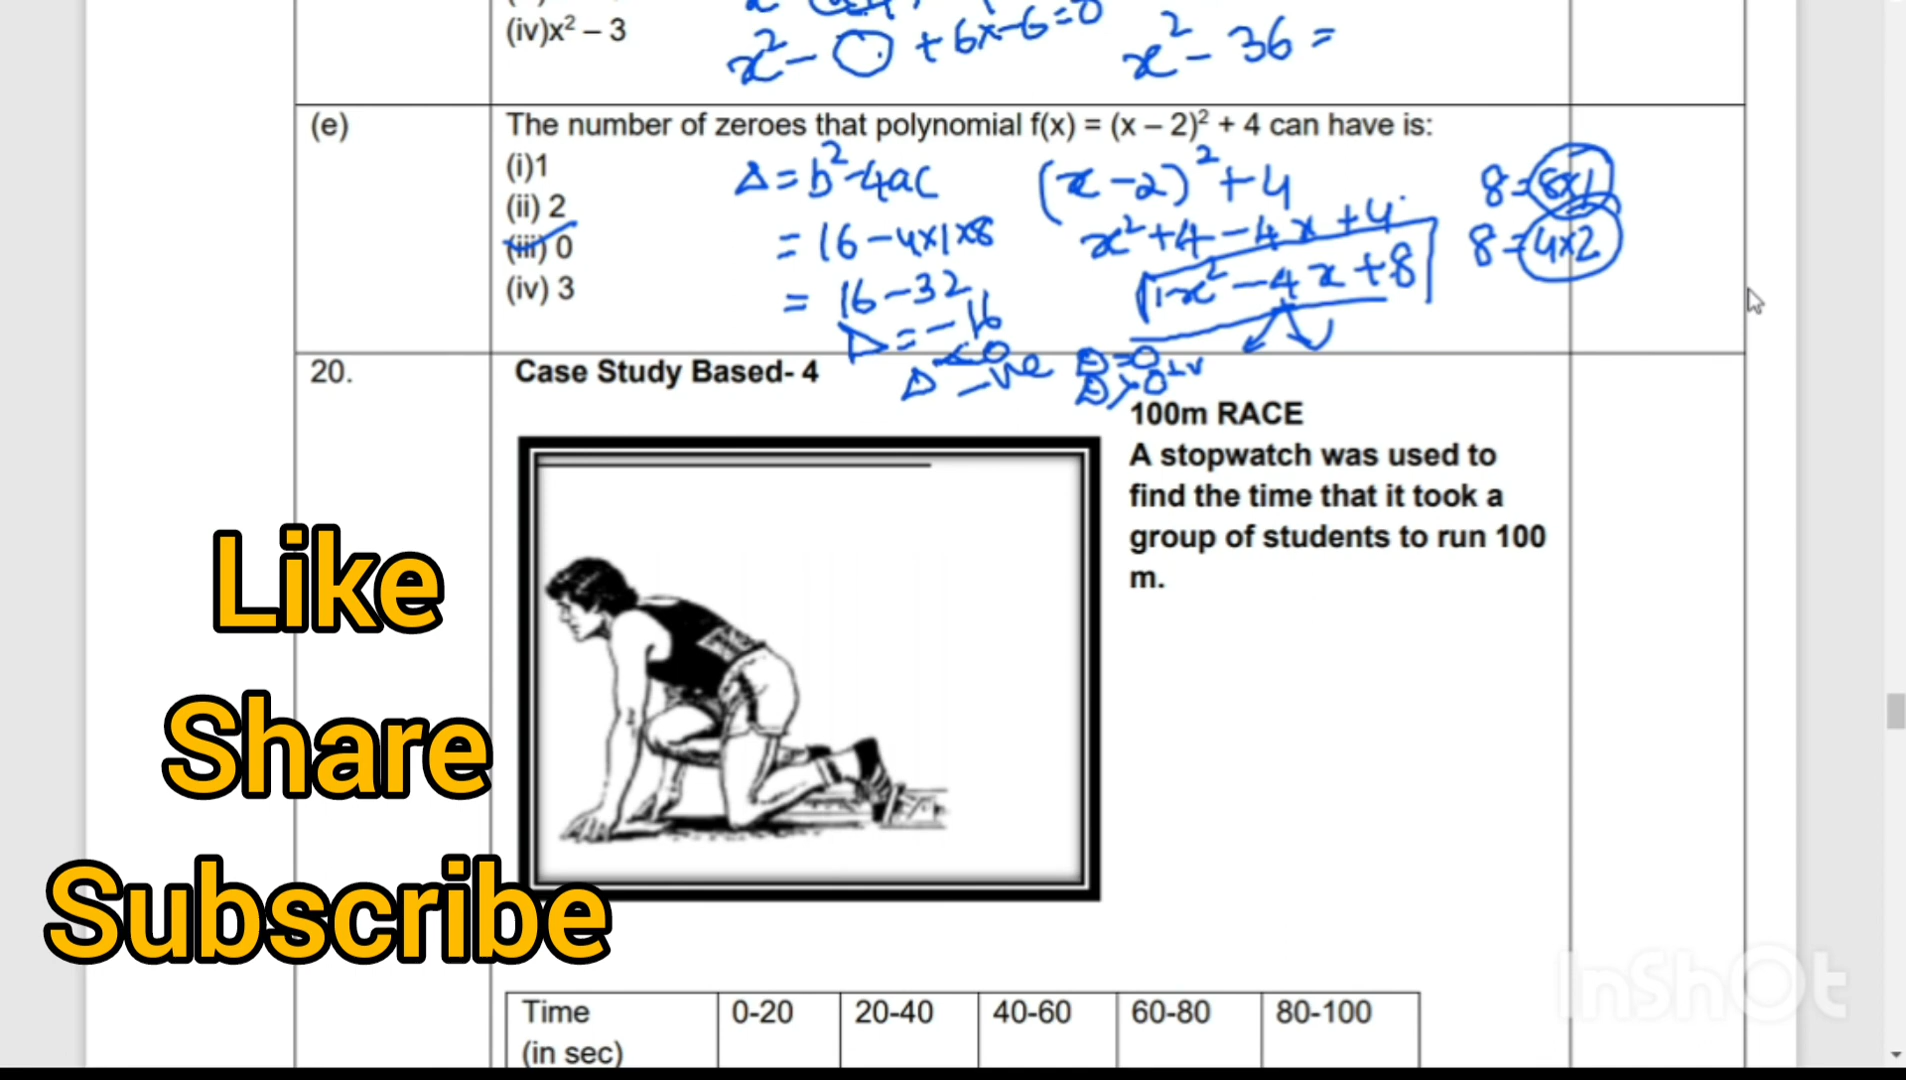 (iv)x² – 3
x² – + 6x – 6 = 0
x² – 36 =
(e)
The number of zeroes that polynomial f(x) = (x – 2)² + 4 can have is:
(i)1
(ii) 2
(iii) 0
(iv) 3
Δ = b² – 4ac
= 16 – 4×1×8
= 16 – 32
Δ = – 16
< 0
Δ –ve
(x – 2)² + 4
x² + 4 – 4x + 4
1x² – 4x + 8
8 = 8×1
8 = 4×2
Δ = 0
Δ > 0 +v
20.
Case Study Based- 4
100m RACE
A stopwatch was used to
find the time that it took a
group of students to run 100
m.
Like
Share
Subscribe
Time 0-20 20-40 40-60 60-80 80-100
(in sec)
InShOt